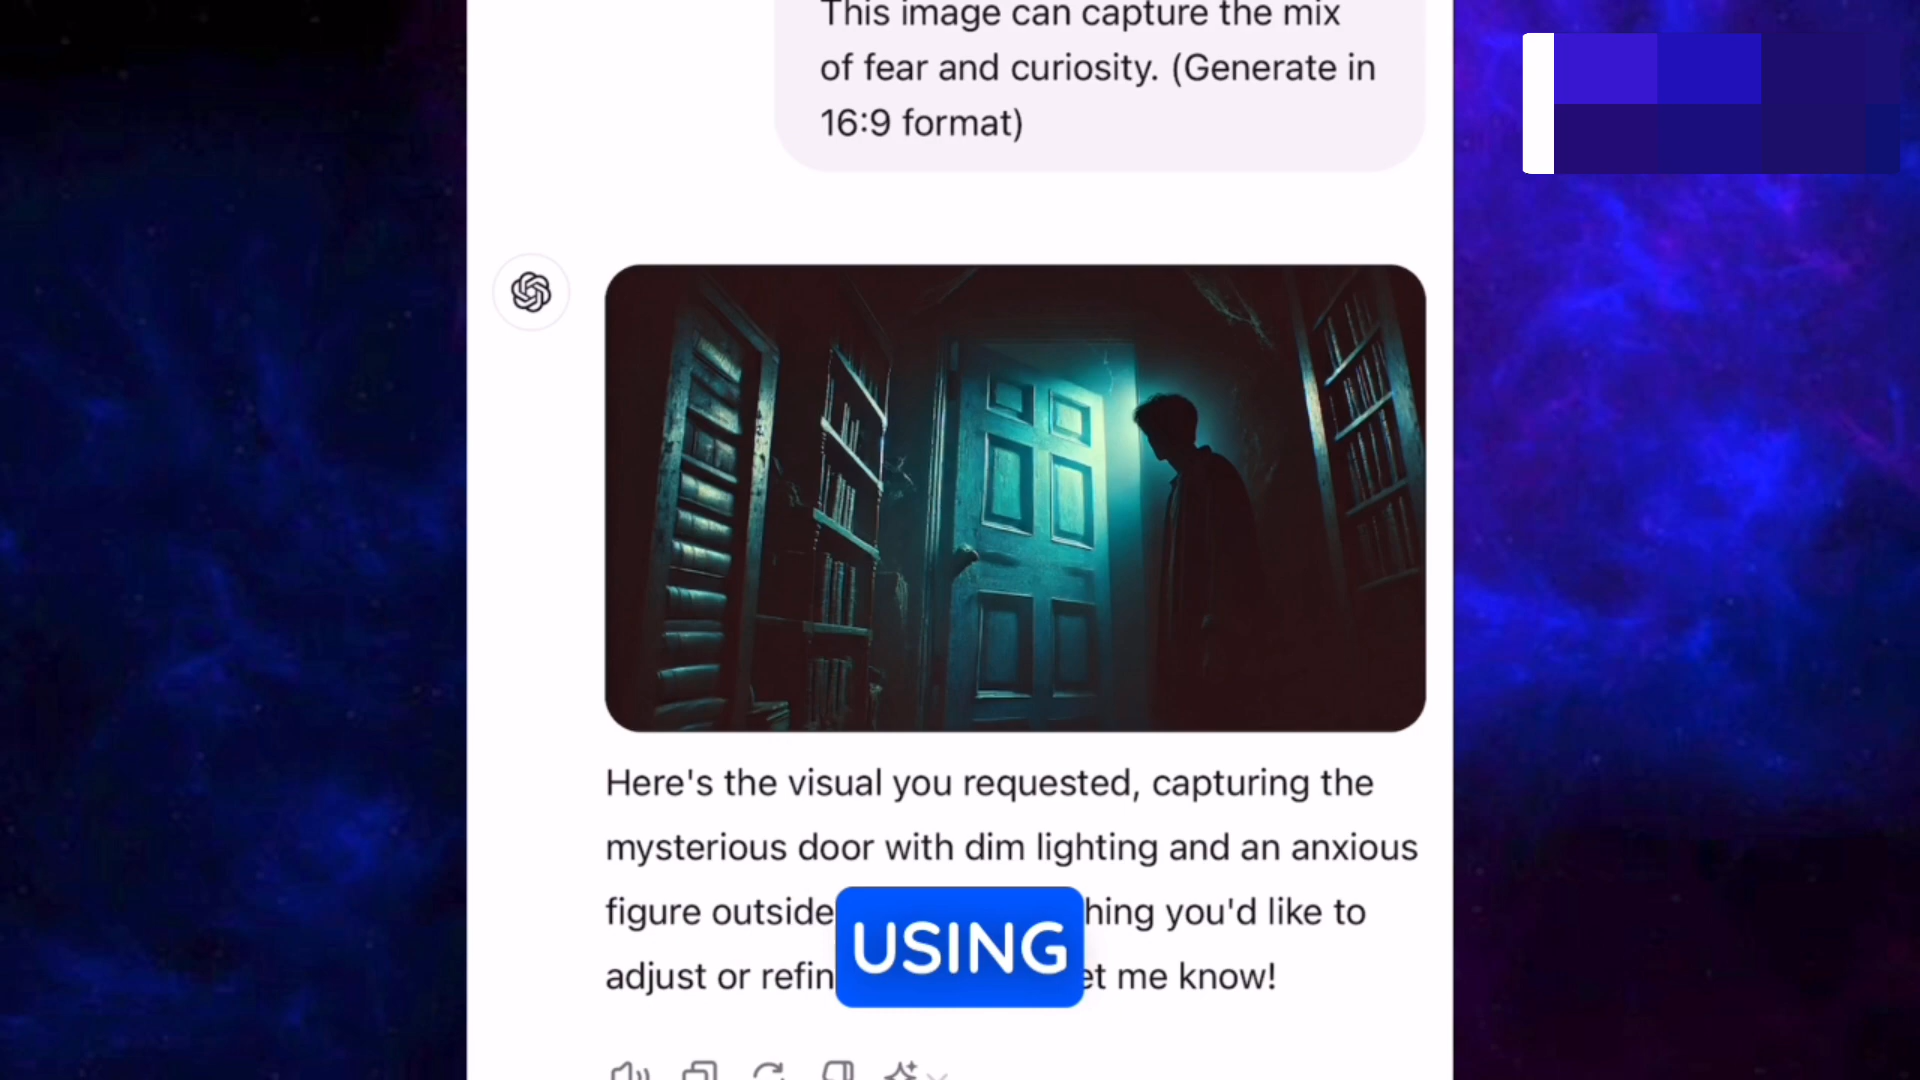 This image can capture the mix
of fear and curiosity. (Generate in
16:9 format)
Here's the visual you requested, capturing the
mysterious door with dim lighting and an anxious
figure outside hing you'd like to
adjust or refin et me know!
USING